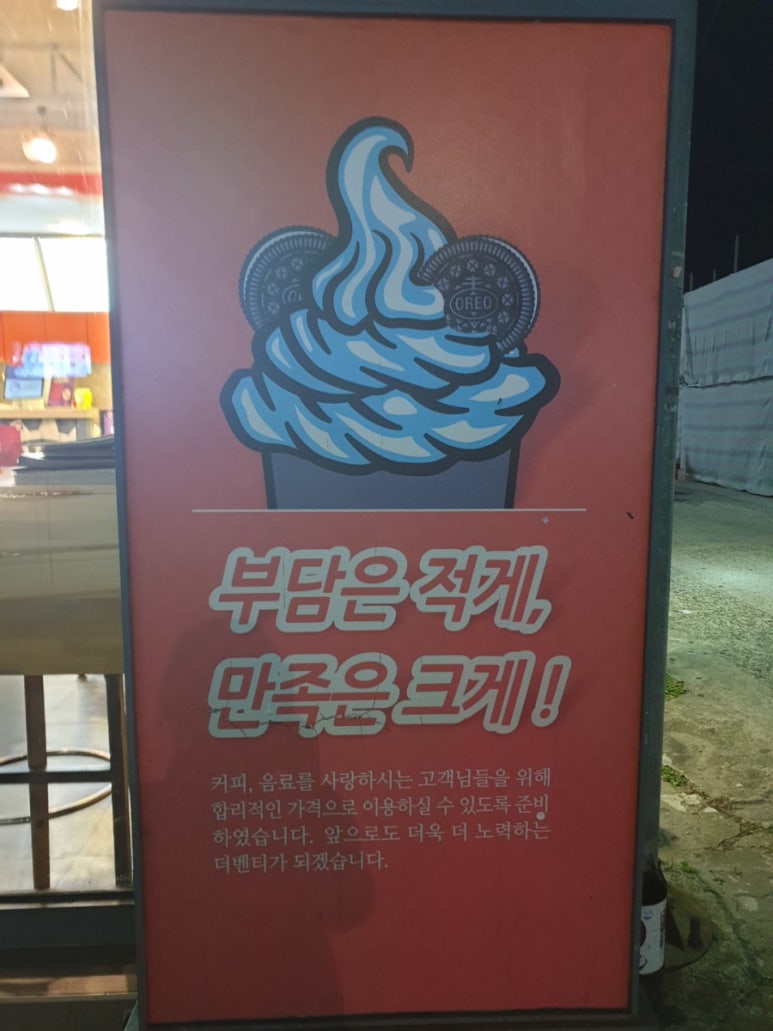 OREO
부담은 적게,
만족은 크게!
커피, 음료를 사랑하시는 고객님들을 위해
합리적인 가격으로 이용하실 수 있도록 준비
하였습니다. 앞으로도 더욱 더 노력하는
더벤티가 되겠습니다.